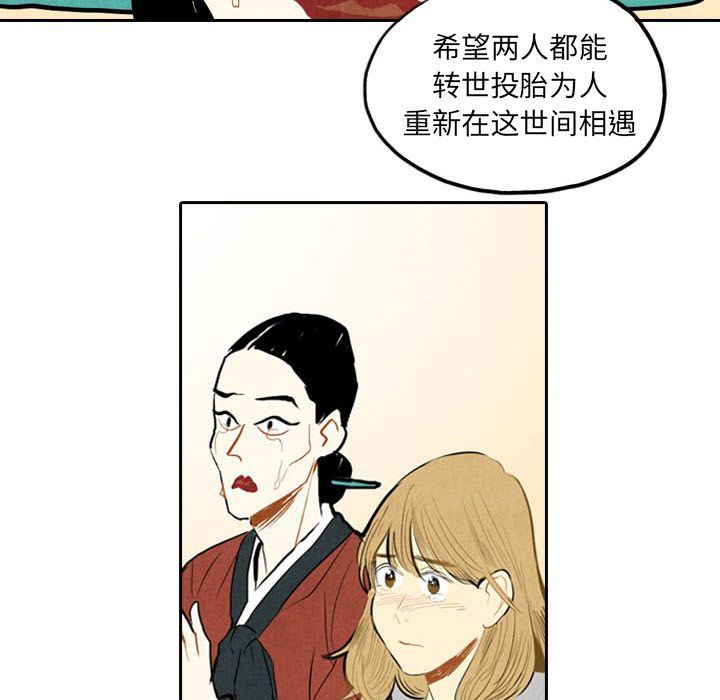 希望两人都能
转世投胎为人
重新在这世间相遇